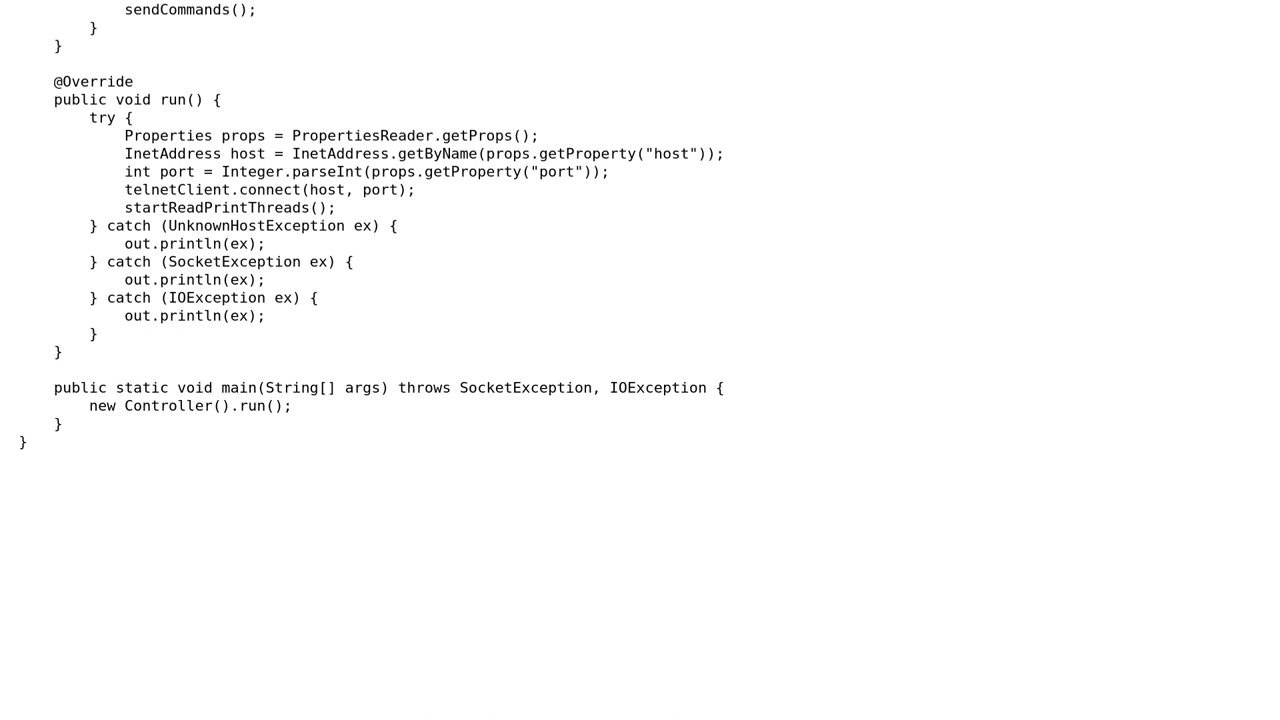 sendCommands();
        }
    }

    @Override
    public void run() {
        try {
            Properties props = PropertiesReader.getProps();
            InetAddress host = InetAddress.getByName(props.getProperty("host"));
            int port = Integer.parseInt(props.getProperty("port"));
            telnetClient.connect(host, port);
            startReadPrintThreads();
        } catch (UnknownHostException ex) {
            out.println(ex);
        } catch (SocketException ex) {
            out.println(ex);
        } catch (IOException ex) {
            out.println(ex);
        }
    }

    public static void main(String[] args) throws SocketException, IOException {
        new Controller().run();
    }
}